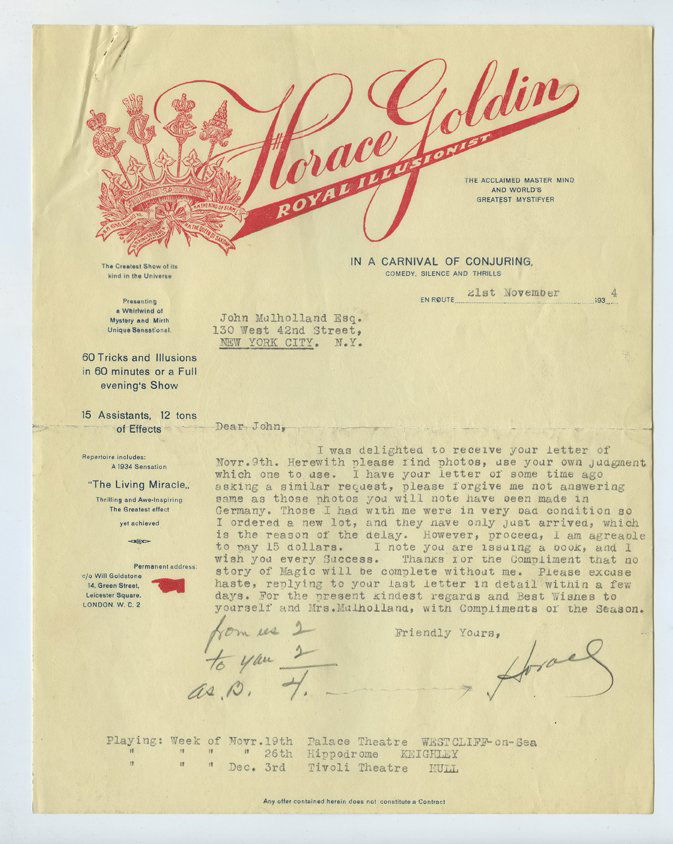 Horace Goldin
ROYAL ILLUSIONIST
THE ACCLAIMED MASTER MIND
AND WORLD'S
GREATEST MYSTIFYER
IN A CARNIVAL OF CONJURING,
COMEDY, SILENCE AND THRILLS
EN ROUTE 21st November 1934
The Greatest Show of its
kind in the Universe
Presenting
a Whirlwind of
Mystery and Mirth
Unique Sensational.
60 Tricks and Illusions
in 60 minutes or a Full
evening's Show
15 Assistants, 12 tons
of Effects
Repertoire includes:
A 1934 Sensation
"The Living Miracle„
Thrilling and Awe-Inspiring
The Greatest effect
yet achieved
Permanent address:
c/o Will Goldstone
14, Green Street,
Leicester Square.
LONDON. W. C. 2
John Mulholland Esq.
130 West 42nd Street,
NEW YORK CITY. N.Y.
Dear John,
I was delighted to receive your letter of
Novr.9th. Herewith please find photos, use your own judgment
which one to use. I have your letter of some time ago
asking a similar request, please forgive me not answering
same as those photos you will note have been made in
Germany. Those I had with me were in very bad condition so
I ordered a new lot, and they have only just arrived, which
is the reason of the delay. However, proceed, I am agreable
to pay 15 dollars. I note you are issuing a book, and I
wish you every Success. Thanks for the Compliment that no
story of Magic will be complete without me. Please excuse
haste, replying to your last letter in detail within a few
days. For the present kindest regards and Best Wishes to
yourself and Mrs.Mulholland, with Compliments of the Season.
Friendly Yours,
from us 2
to you 2
as. B. 4.
Horace
Playing: Week of Novr.19th Palace Theatre WESTCLIFF-on-Sea
" " " " 26th Hippodrome KEIGHLEY
" " " Dec. 3rd Tivoli Theatre HULL
Any offer contained herein does not constitute a Contract